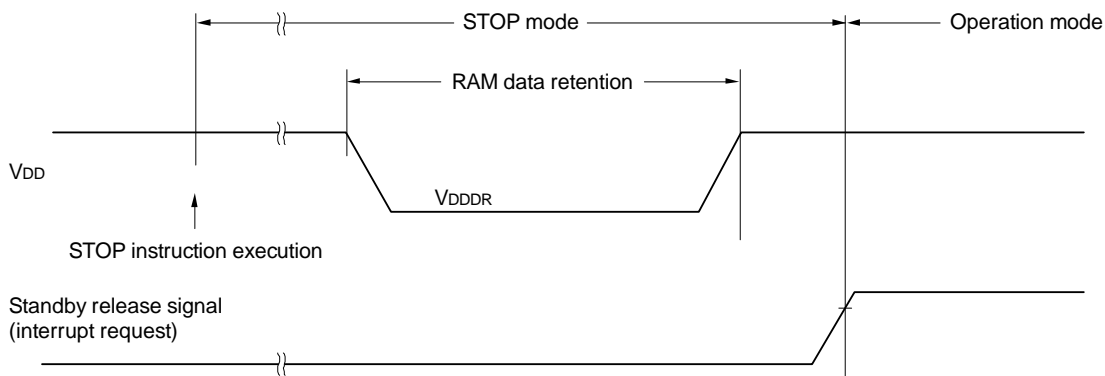 STOP mode
Operation mode
RAM data retention
VDD
VDDDR
STOP instruction execution
Standby release signal
(interrupt request)